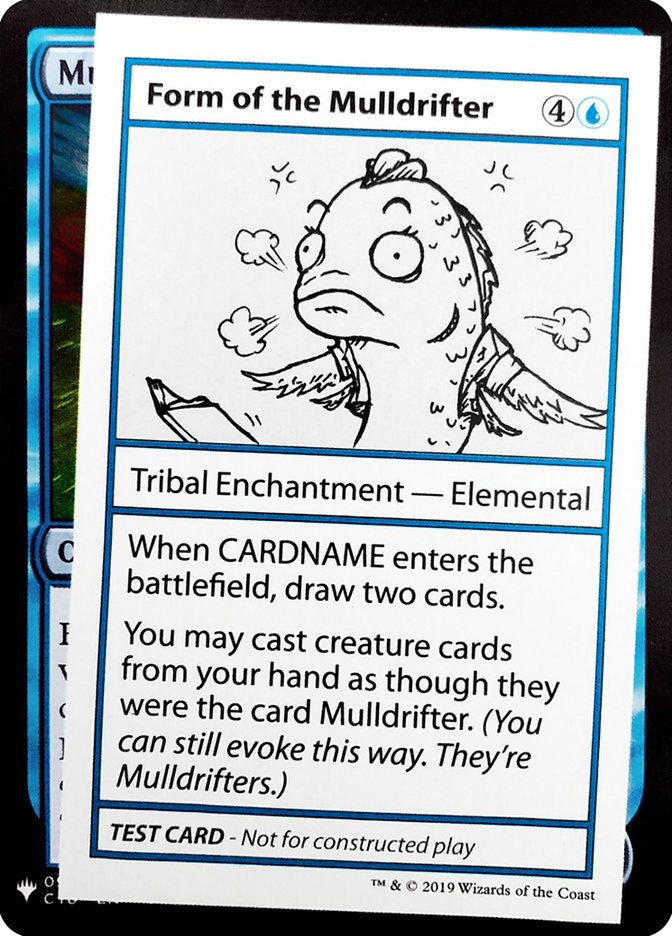 Form of the Mulldrifter 4
Tribal Enchantment — Elemental
When CARDNAME enters the
battlefield, draw two cards.
You may cast creature cards
from your hand as though they
were the card Mulldrifter. (You
can still evoke this way. They're
Mulldrifters.)
TEST CARD - Not for constructed play
™ & © 2019 Wizards of the Coast